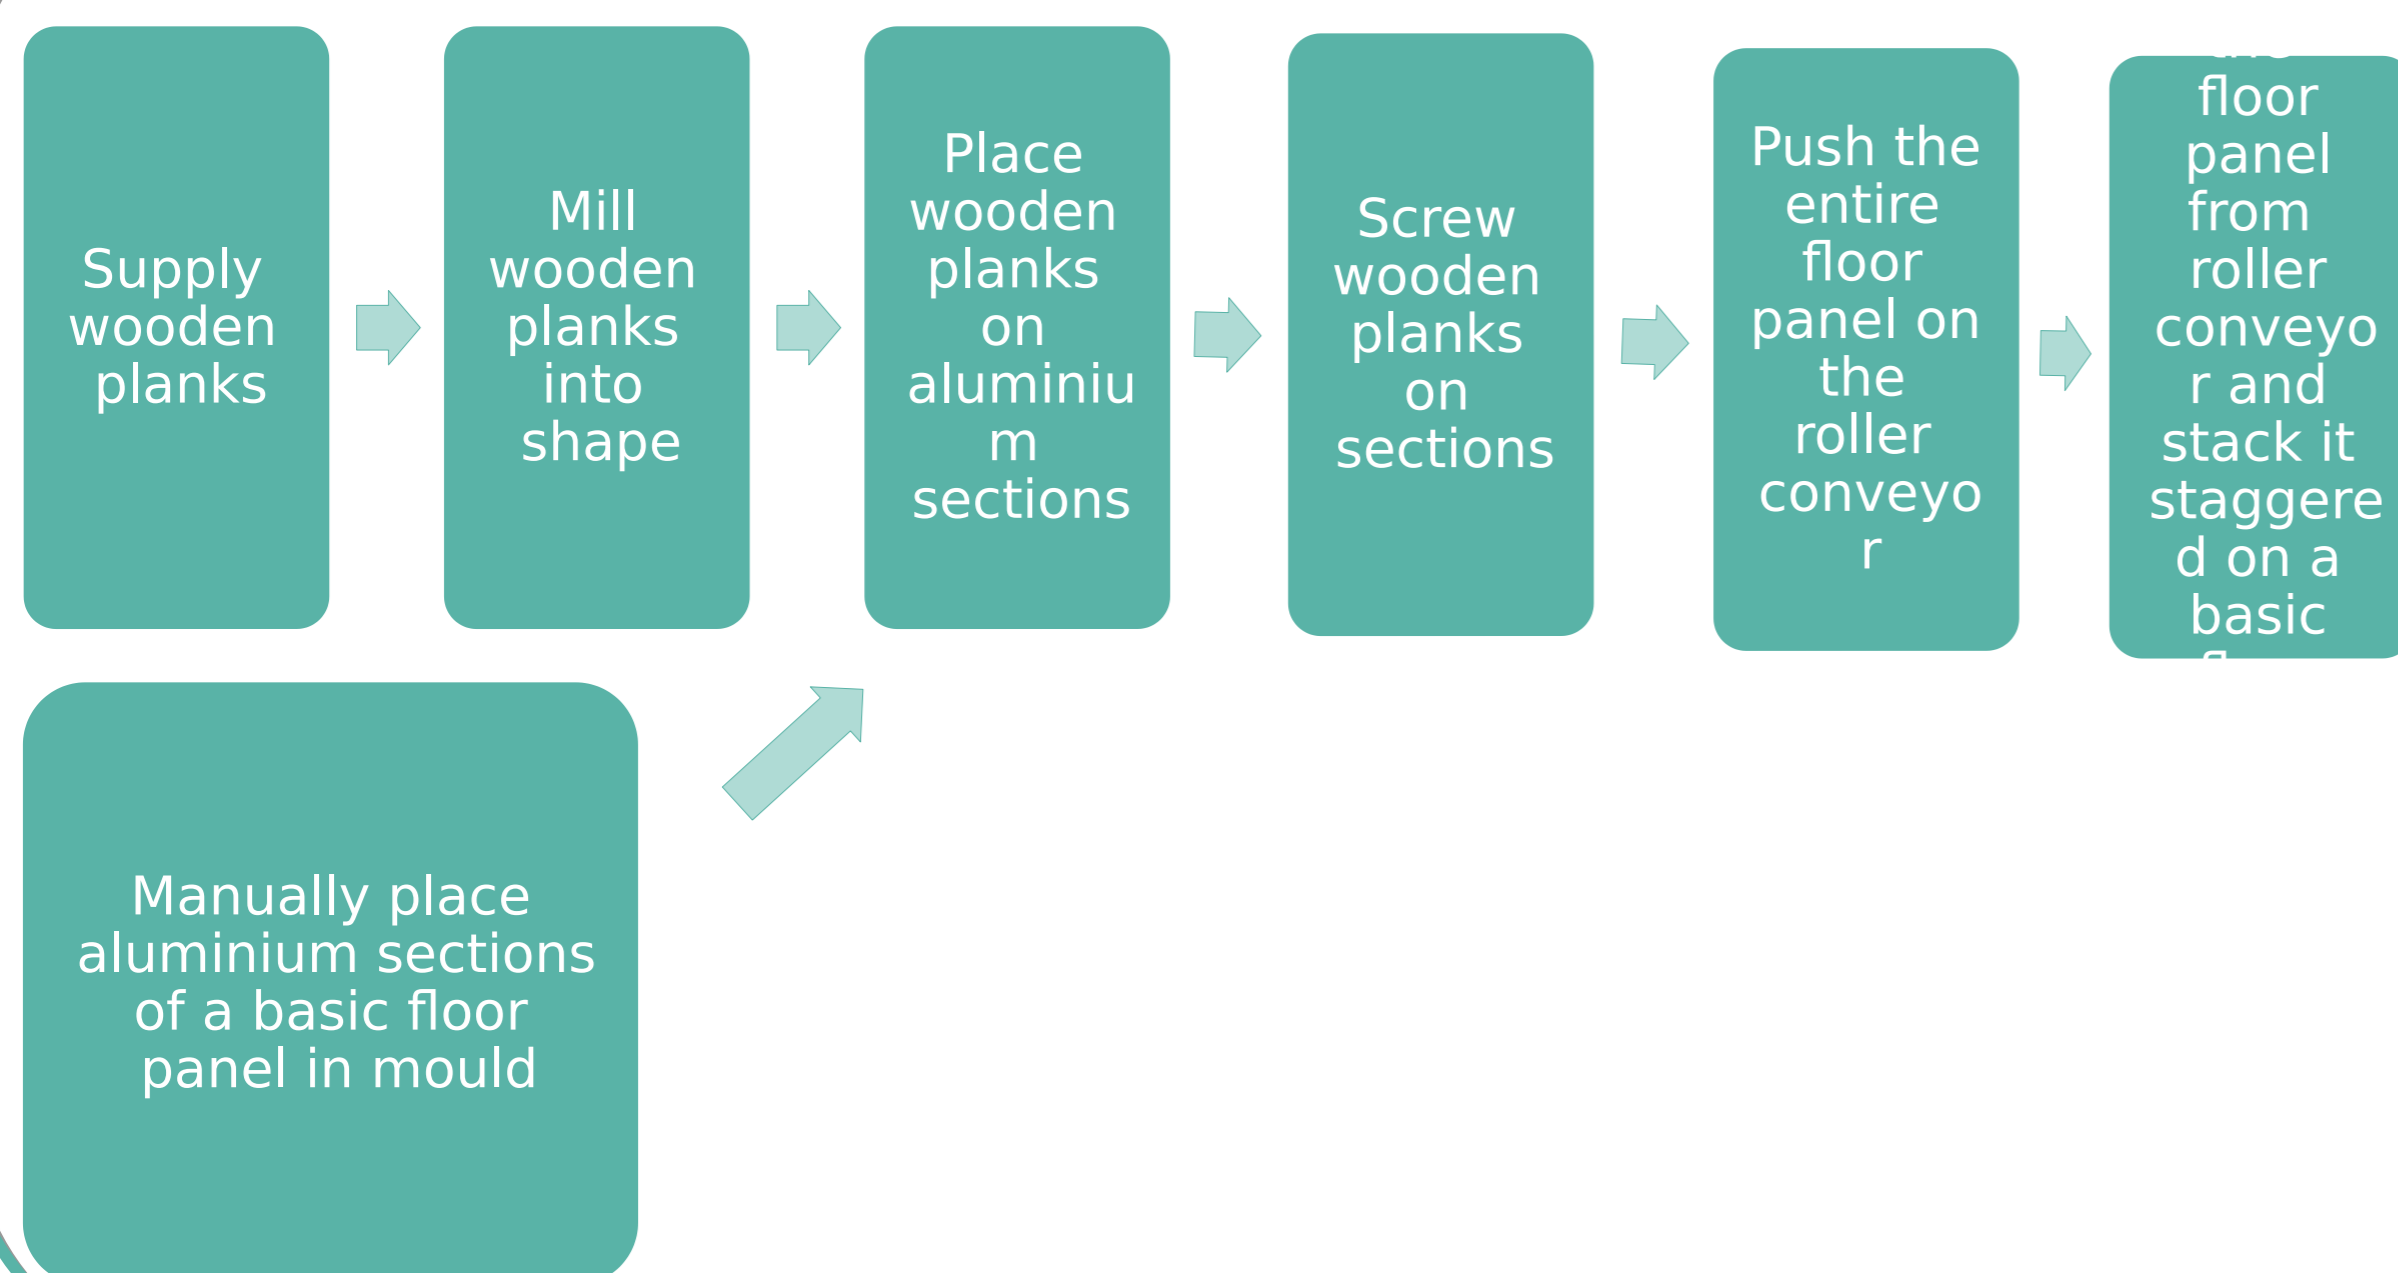 Supply
wooden
planks
Mill
wooden
planks
into
shape
Place
wooden
planks
on
aluminiu
m
sections
Screw
wooden
planks
on
sections
Push the
entire
floor
panel on
the
roller
conveyo
r
floor
panel
from
roller
conveyo
r and
stack it
staggere
d on a
basic
Manually place
aluminium sections
of a basic floor
panel in mould